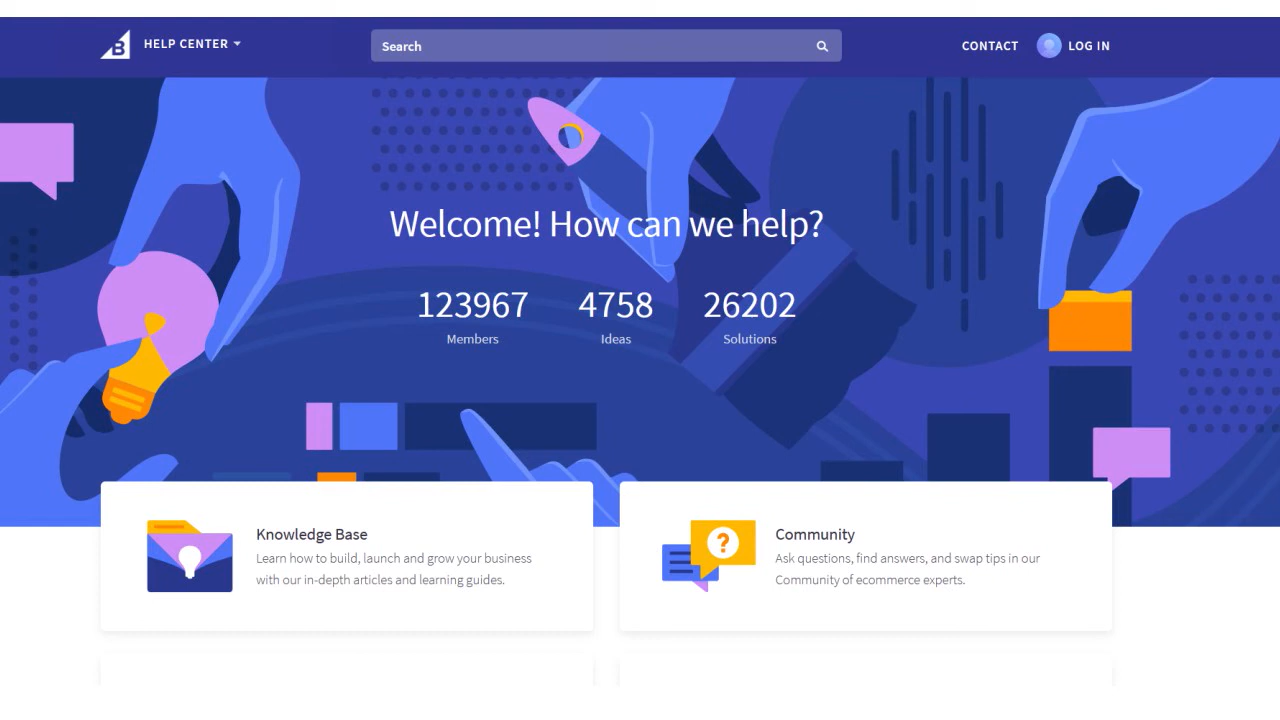 B HELP CENTER
Search
CONTACT
LOG IN
Welcome! How can we help?
123967 4758 26202
Members Ideas Solutions
Knowledge Base
Learn how to build, launch and grow your business
with our in-depth articles and learning guides.
?
Community
Ask questions, find answers, and swap tips in our
Community of ecommerce experts.